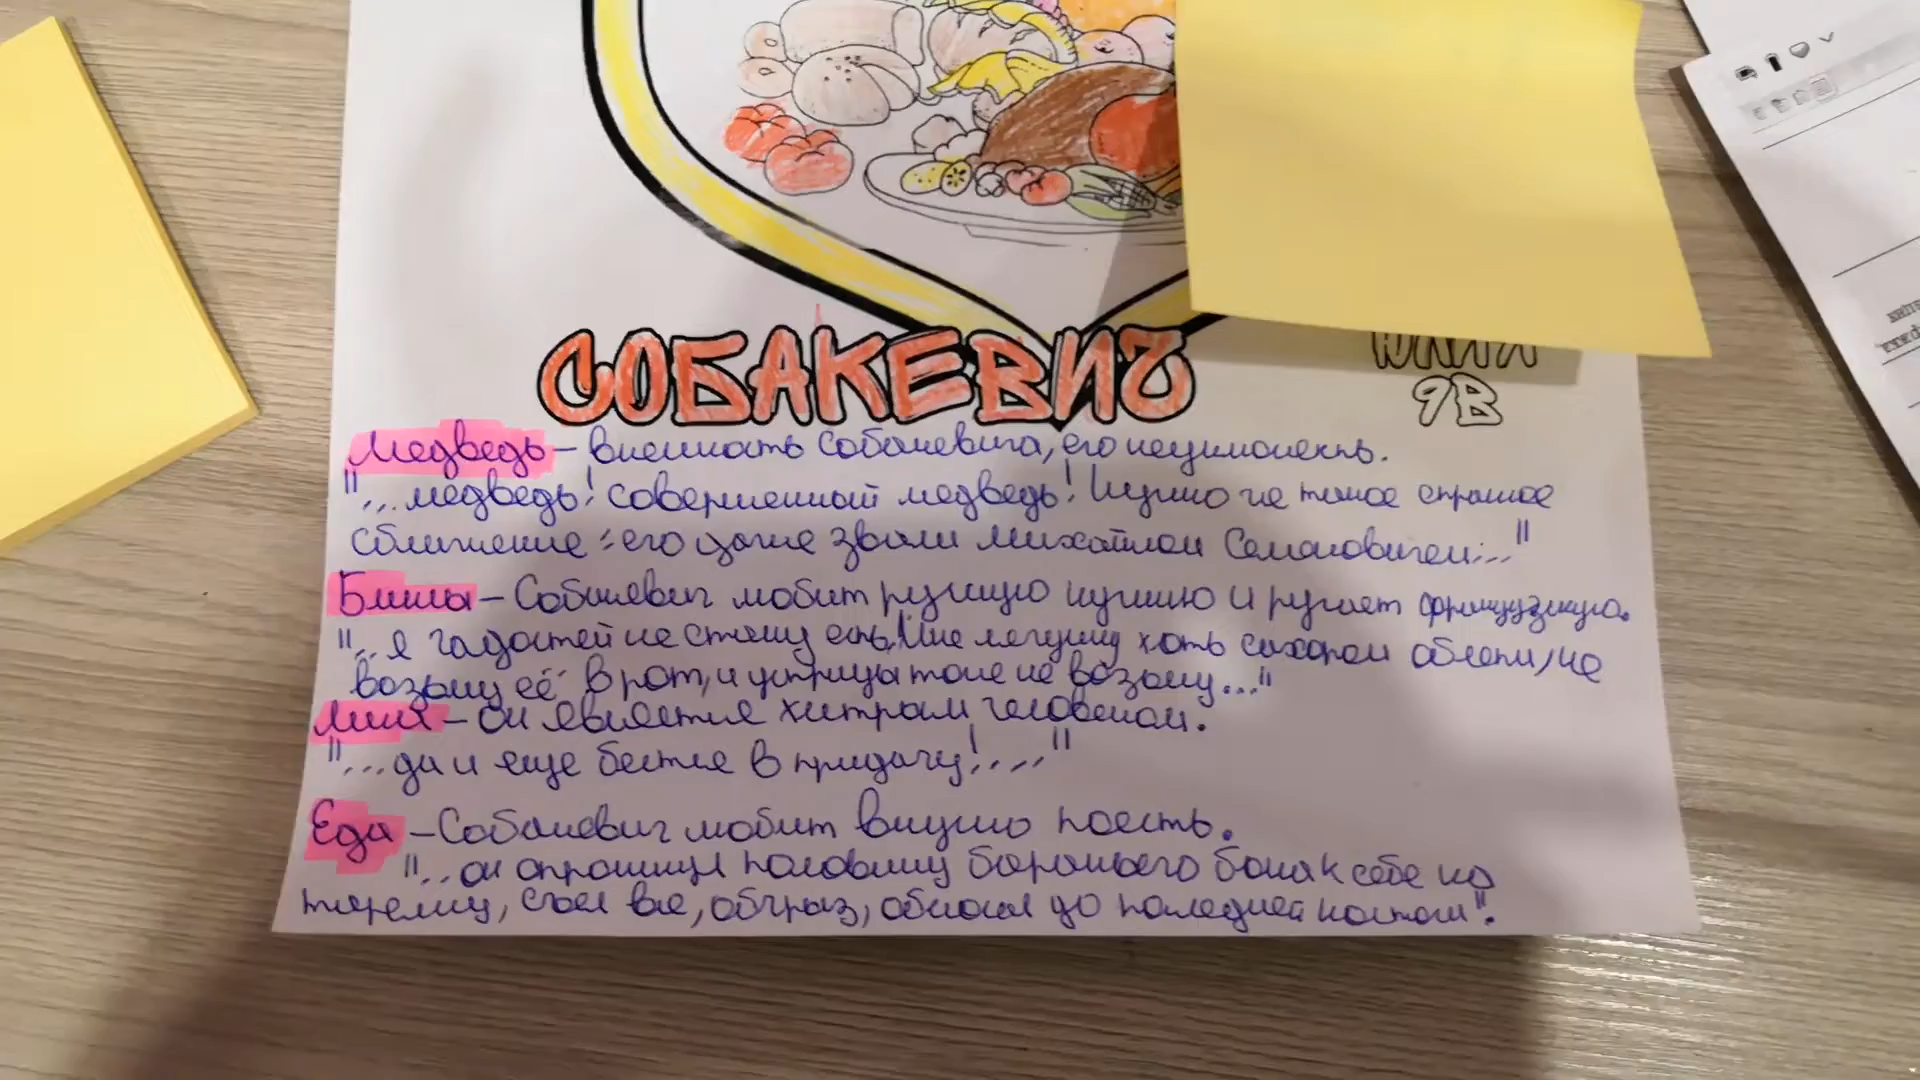 СОБАКЕВИЧ
9В
Медведь – внешность Собакевича, его неуклюжесть.
"...медведь! совершенный медведь! Нужно же такое странное
сближение: его даже звали Михайлом Семеновичем..."
Блины – Собакевич любит русскую кухню и ругает французскую.
"...я гадостей не стану есть. Мне лягушку хоть сахаром облепи, не
возьму её в рот, и устрицы тоже не возьму..."
– он является хитрым человеком.
"...да и еще бестия в придачу!...."
Еда – Собакевич любит вкусно поесть.
"...он опрокинул половину бараньего бока к себе на
тарелку, съел все, обгрыз, обсосал до последней косточки".